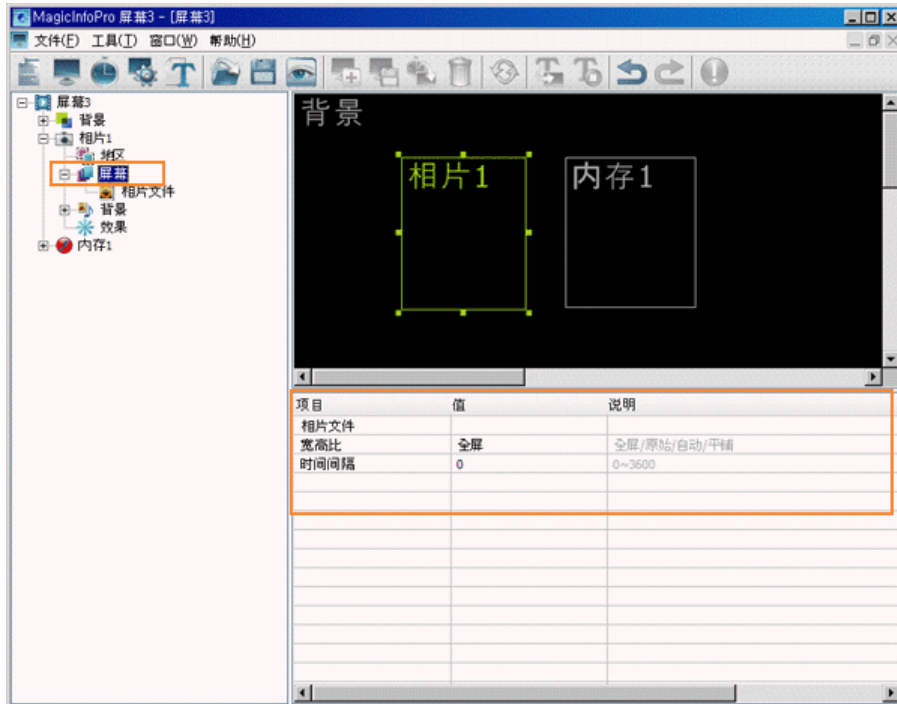 MagicInfoPro 屏幕3 - [屏幕3]
文件(F) 工具(T) 窗口(W) 帮助(H)
屏幕3
背景
相片1
地区
屏幕
相片文件
背景
效果
内存1
背景
相片1
内存1
项目 值 说明
相片文件
宽高比 全屏 全屏/原始/自动/平铺
时间间隔 0 0~3600